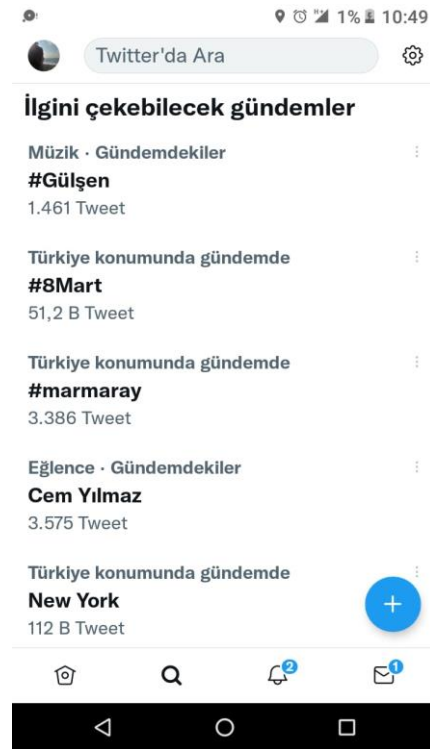 1% 10:49
Twitter'da Ara
İlgini çekebilecek gündemler
Müzik · Gündemdekiler
#Gülşen
1.461 Tweet
Türkiye konumunda gündemde
#8Mart
51,2 B Tweet
Türkiye konumunda gündemde
#marmaray
3.386 Tweet
Eğlence · Gündemdekiler
Cem Yılmaz
3.575 Tweet
Türkiye konumunda gündemde
New York
112 B Tweet
2
1